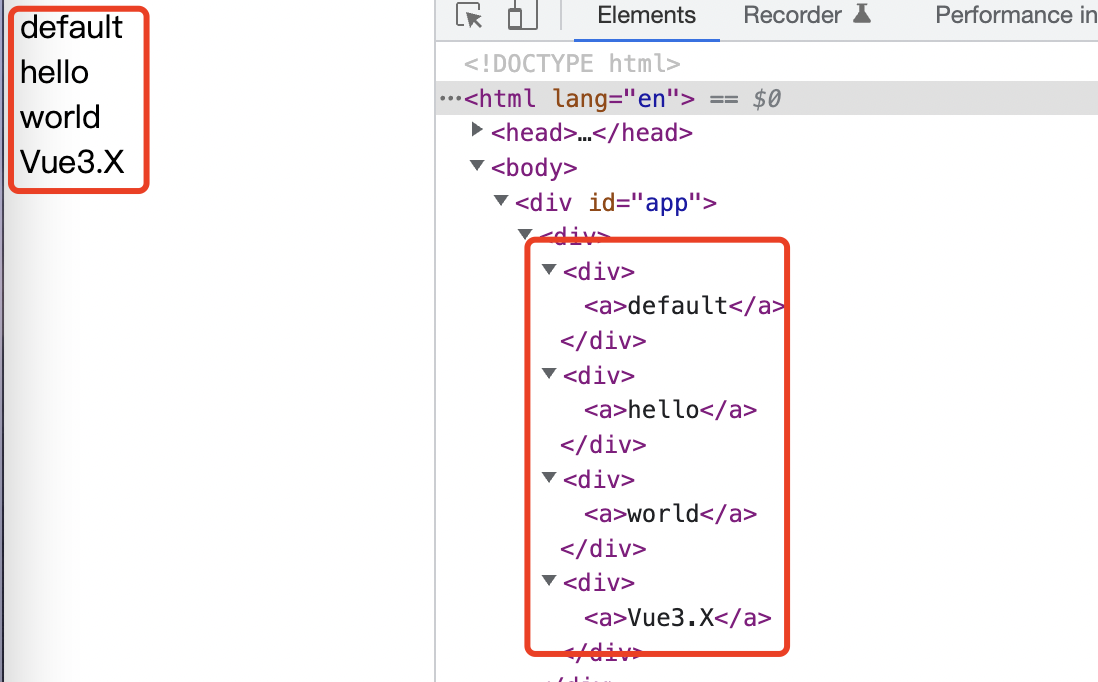 default
hello
world
Vue3.X
Elements
Recorder
Performance in
<!DOCTYPE html>
···<html lang="en"> == $0
<head>…</head>
<body>
<div id="app">
<div>
<div>
<a>default</a>
</div>
<div>
<a>hello</a>
</div>
<div>
<a>world</a>
</div>
<div>
<a>Vue3.X</a>
</div>